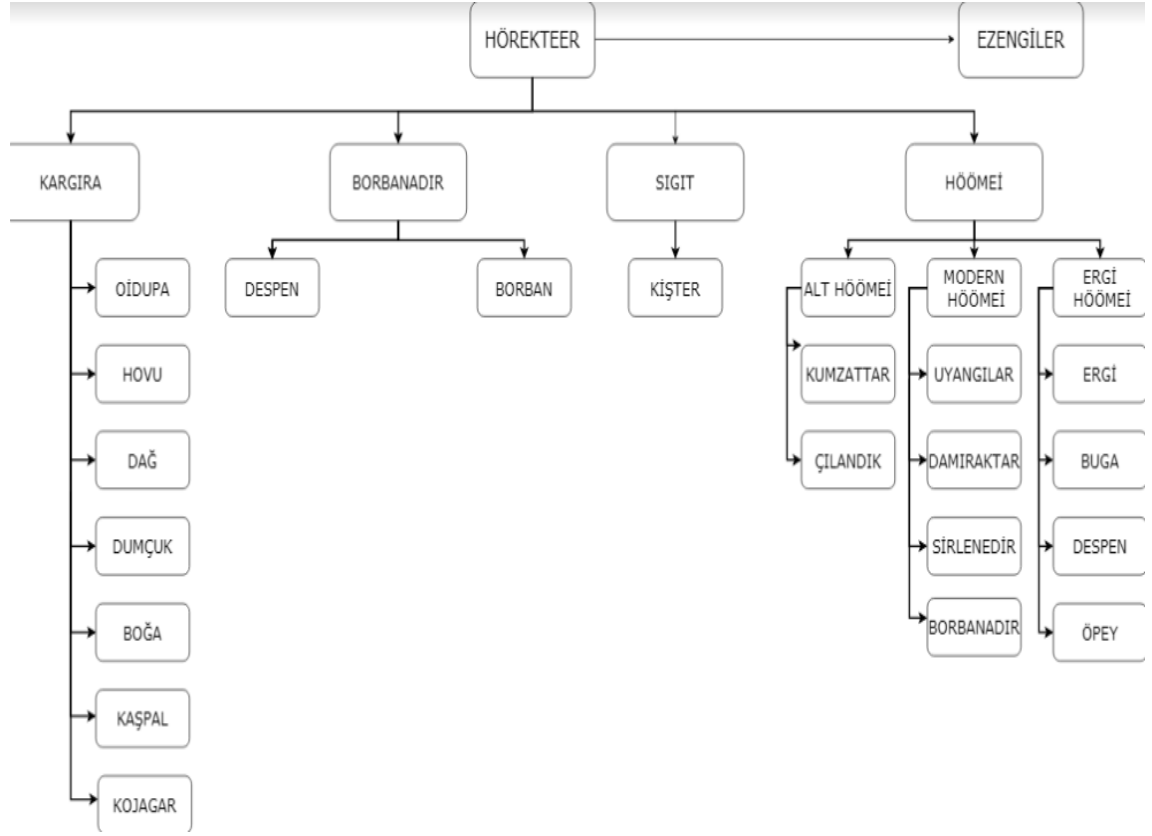 HÖREKTEER
EZENGİLER
KARGIRA
BORBANADIR
SIGIT
HÖÖMEİ
OİDUPA
HOVU
DAĞ
DUMÇUK
BOĞA
KAŞPAL
KOJAGAR
DESPEN
BORBAN
KİŞTER
ALT HÖÖMEİ
KUMZATTAR
ÇILANDIK
MODERN
HÖÖMEİ
UYANGILAR
DAMIRAKTAR
SİRLENEDİR
BORBANADIR
ERGİ
HÖÖMEİ
ERGİ
BUGA
DESPEN
ÖPEY